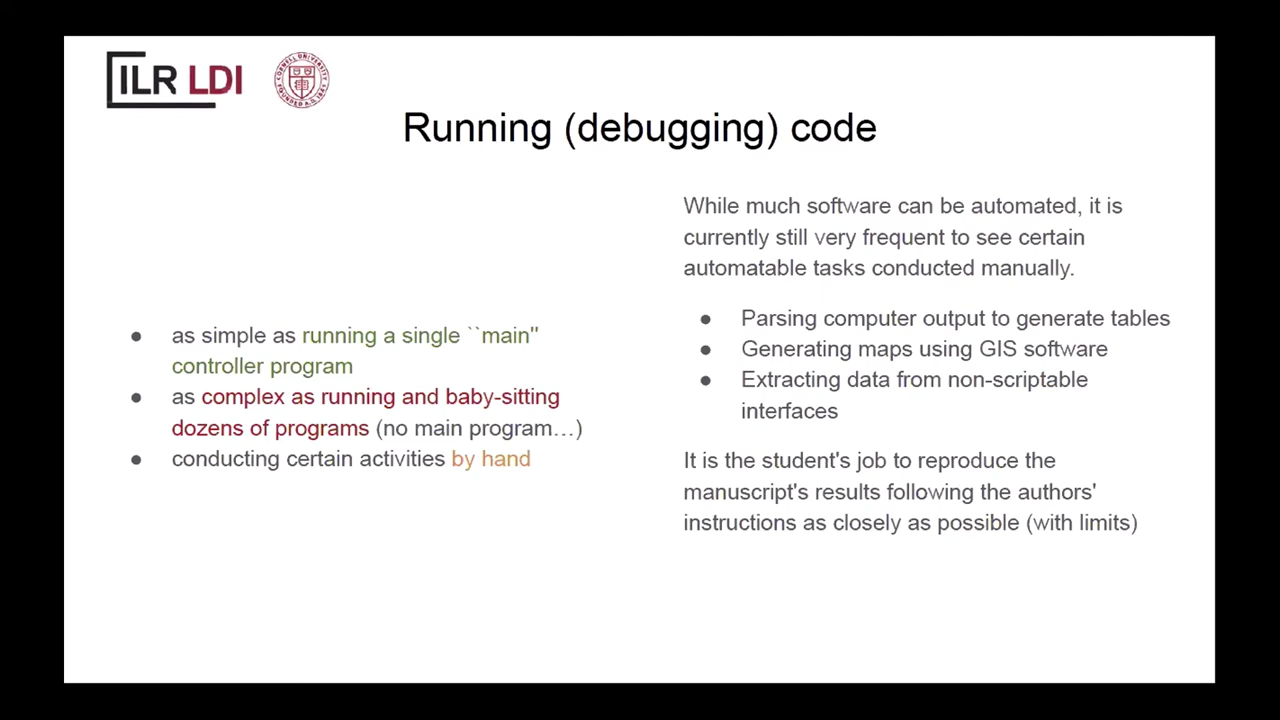 ILR LDI
CORNELL UNIVERSITY
FOUNDED A.D. 1865
Running (debugging) code
● as simple as running a single ``main"
controller program
● as complex as running and baby-sitting
dozens of programs (no main program…)
● conducting certain activities by hand
While much software can be automated, it is
currently still very frequent to see certain
automatable tasks conducted manually.
● Parsing computer output to generate tables
● Generating maps using GIS software
● Extracting data from non-scriptable
interfaces
It is the student's job to reproduce the
manuscript's results following the authors'
instructions as closely as possible (with limits)